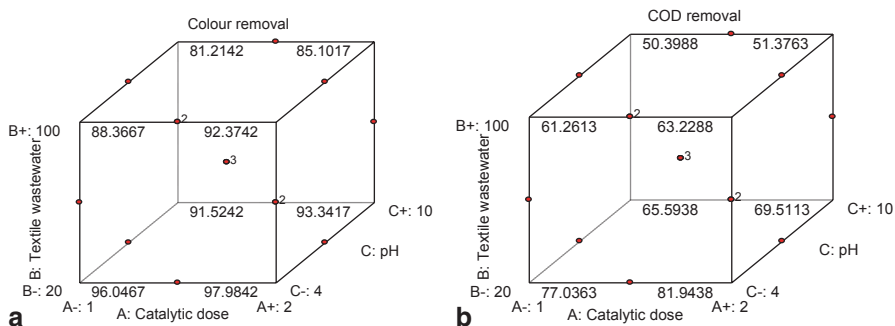 Colour removal
81.2142 85.1017
B+: 100 88.3667 2 92.3742
3
B: Textile wastewater
2
91.5242 93.3417 C+: 10
C: pH
B-: 20 96.0467 97.9842 C-: 4
A-: 1 A: Catalytic dose A+: 2
a
COD removal
50.3988 51.3763
B+: 100 61.2613 2 63.2288
3
B: Textile wastewater
2
65.5938 69.5113 C+: 10
C: pH
B-: 20 77.0363 81.9438 C-: 4
A-: 1 A: Catalytic dose A+: 2
b